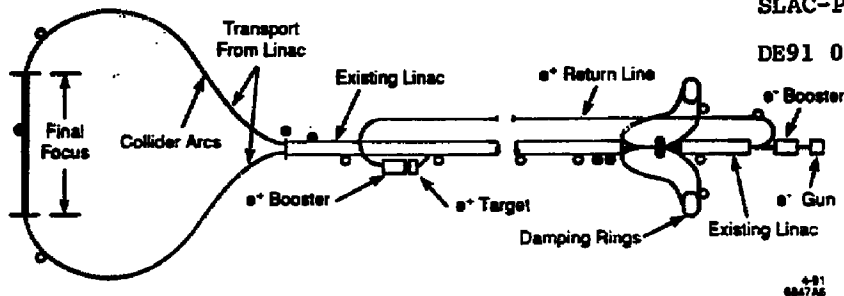 SLAC-P
DE91 0
Transport
From Linac
Existing Linac
e⁺ Return Line
e⁻ Booster
Final
Focus
Collider Arcs
e⁺ Booster
e⁺ Target
Damping Rings
Existing Linac
e⁻ Gun
4-91
6847A6